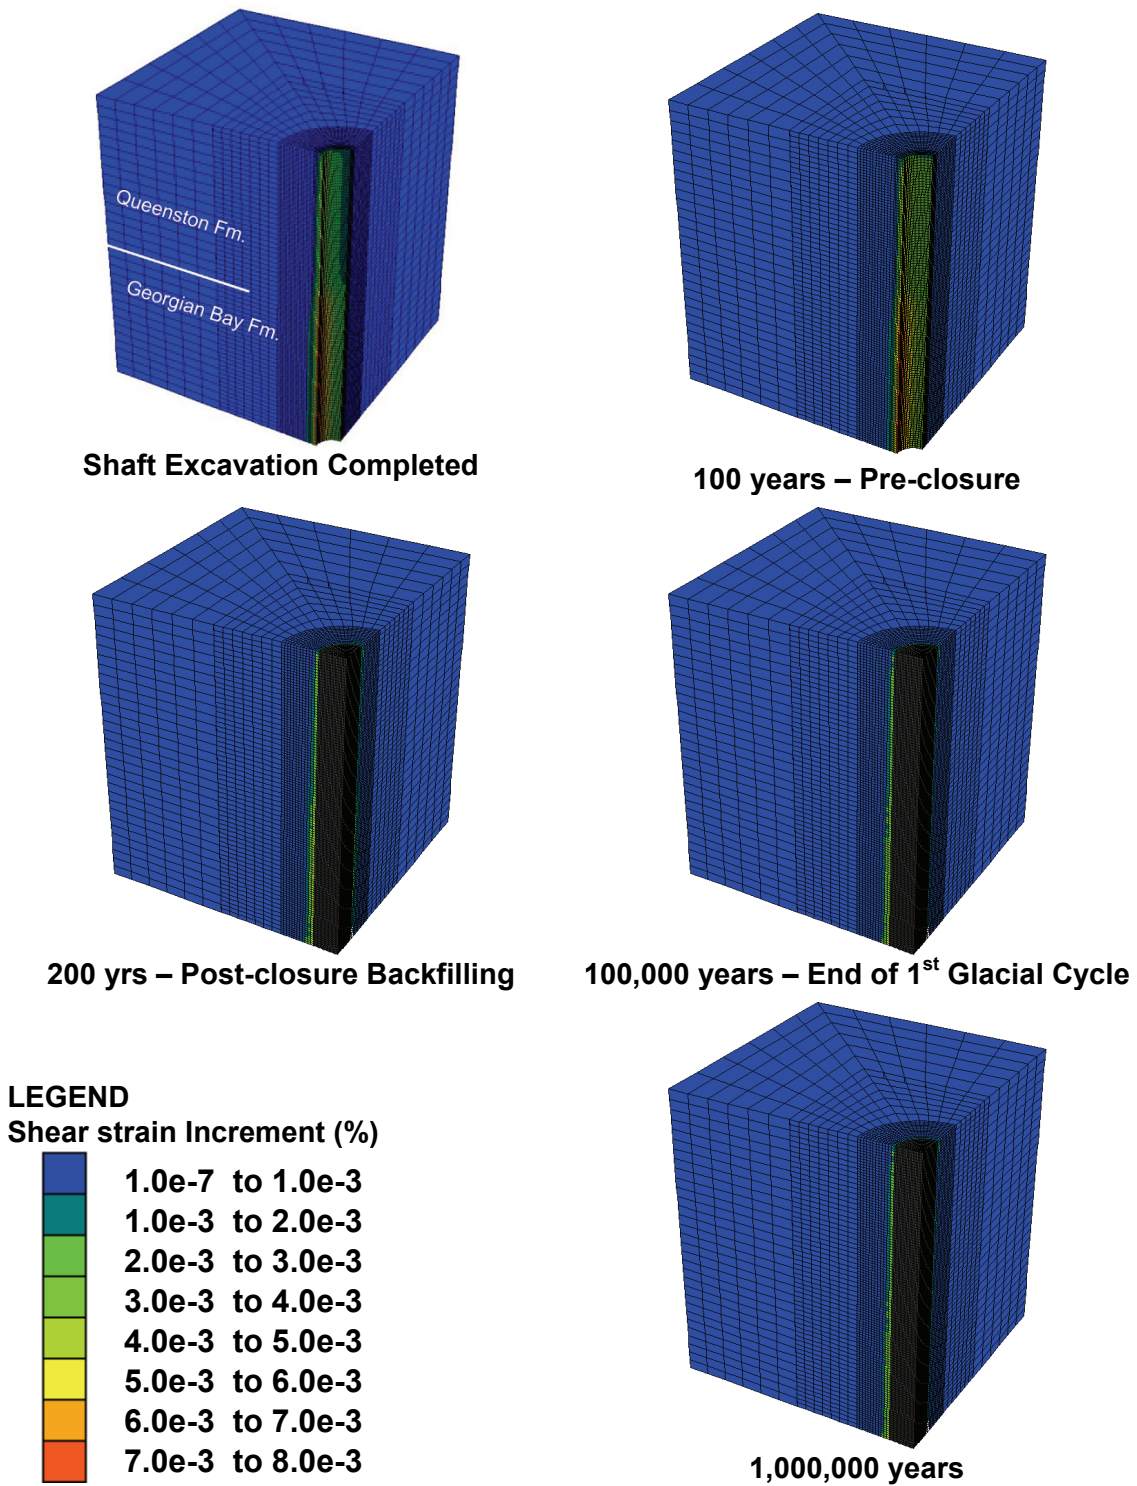 Queenston Fm.
Georgian Bay Fm.
Shaft Excavation Completed
100 years – Pre-closure
200 yrs – Post-closure Backfilling
100,000 years – End of 1st Glacial Cycle
LEGEND
Shear strain Increment (%)
1.0e-7 to 1.0e-3
1.0e-3 to 2.0e-3
2.0e-3 to 3.0e-3
3.0e-3 to 4.0e-3
4.0e-3 to 5.0e-3
5.0e-3 to 6.0e-3
6.0e-3 to 7.0e-3
7.0e-3 to 8.0e-3
1,000,000 years